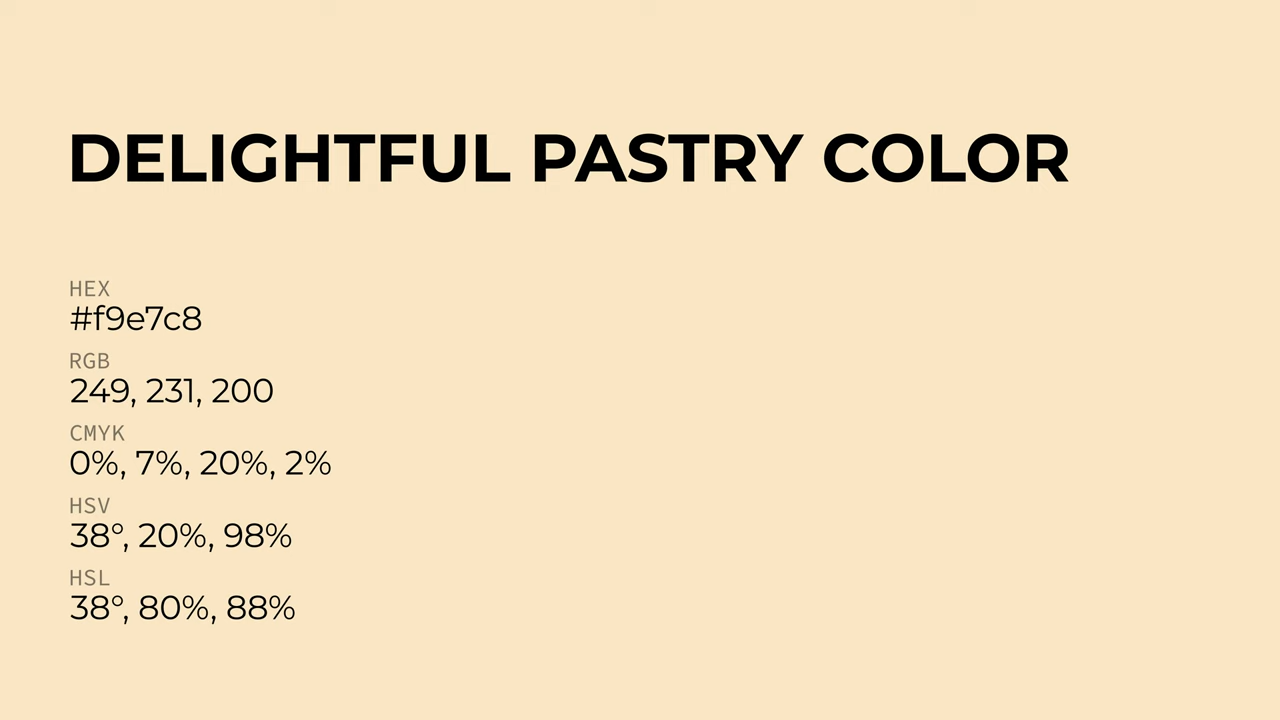 DELIGHTFUL PASTRY COLOR
HEX
#f9e7c8
RGB
249, 231, 200
CMYK
0%, 7%, 20%, 2%
HSV
38°, 20%, 98%
HSL
38°, 80%, 88%